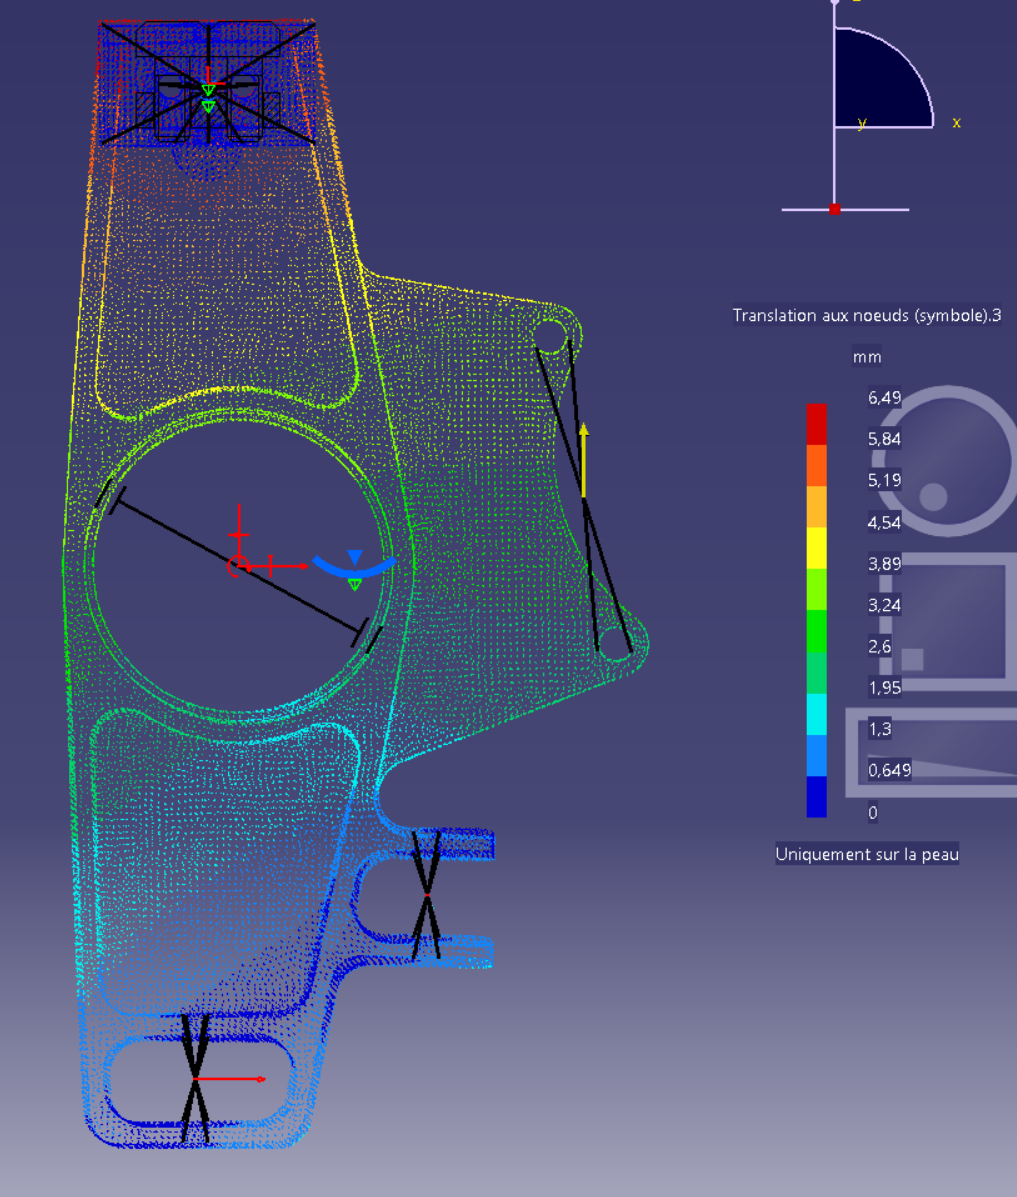 y
x
Translation aux noeuds (symbole).3
mm
6,49
5,84
5,19
4,54
3,89
3,24
2,6
1,95
1,3
0,649
0
Uniquement sur la peau